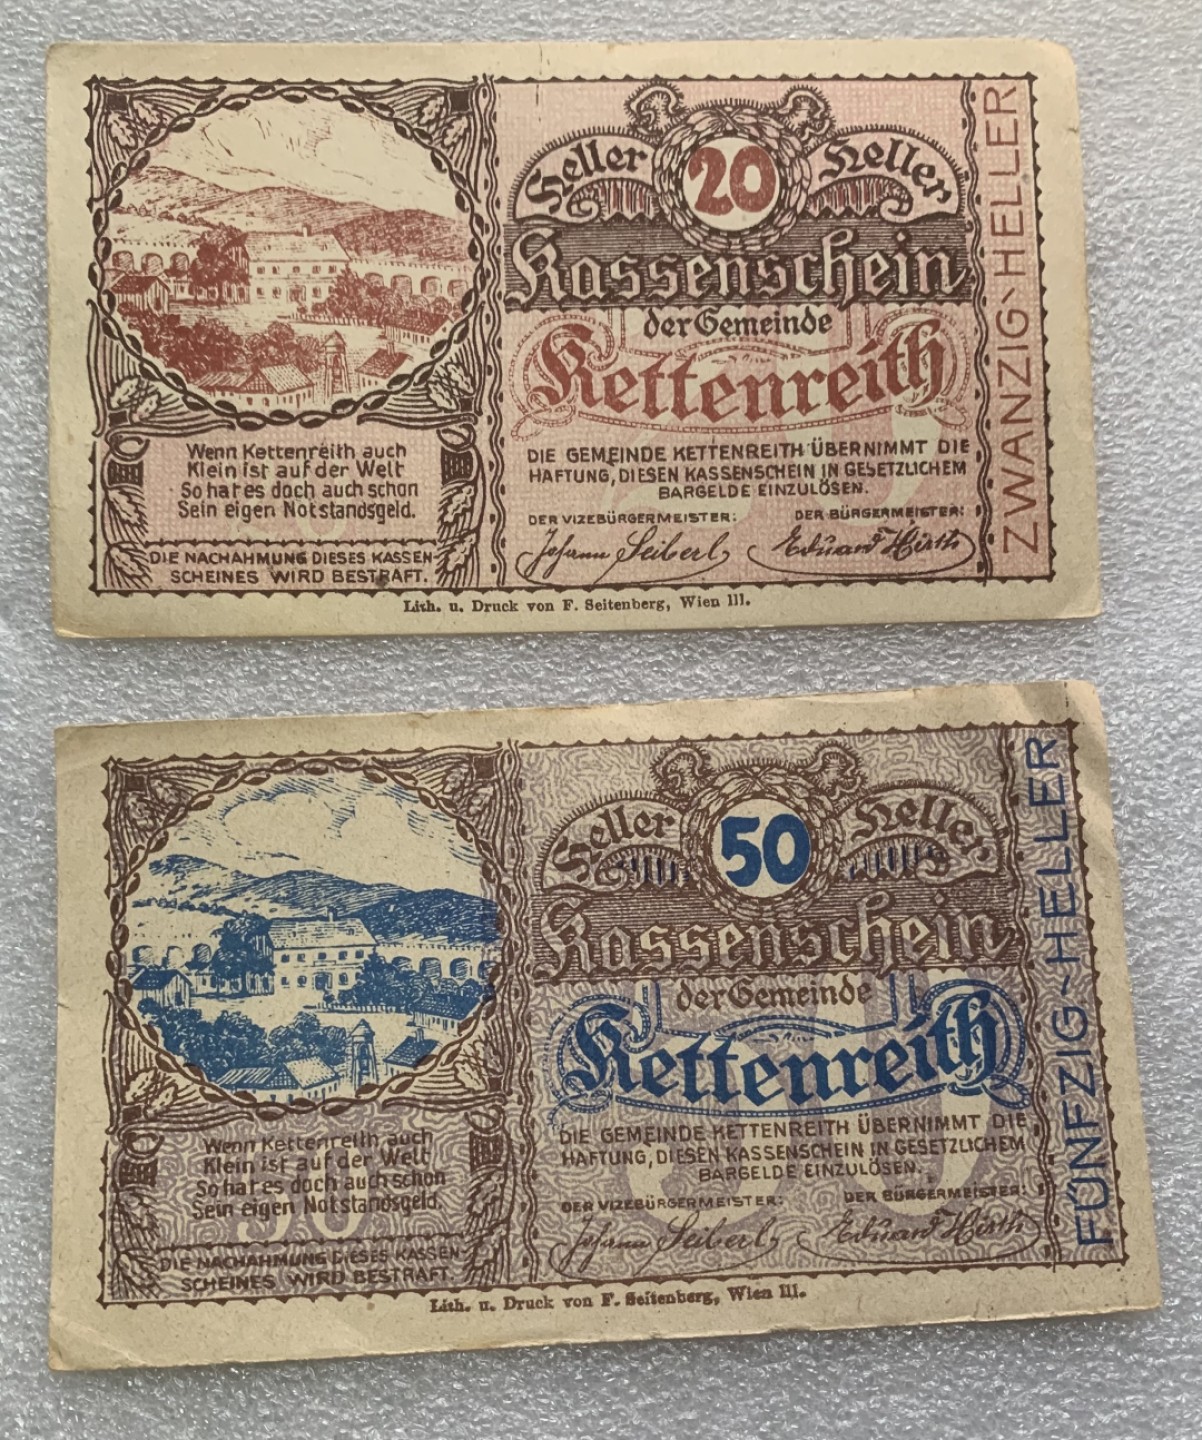 Heller 20 Heller
Kassenschein
der Gemeinde
Kettenreith
DIE GEMEINDE KETTENREITH ÜBERNIMMT DIE
HAFTUNG, DIESEN KASSENSCHEIN IN GESETZLICHEM
BARGELDE EINZULÖSEN.
DER VIZEBÜRGERMEISTER: DER BÜRGERMEISTER:
Johann Seiberl Eduard Hirth
ZWANZIG-HELLER
Wenn Kettenreith auch
Klein ist auf der Welt
So hat es doch auch schon
Sein eigen Notstandsgeld.
DIE NACHAHMUNG DIESES KASSEN-
SCHEINES WIRD BESTRAFT.
Lith. u. Druck von F. Seitenberg, Wien III.
Heller 50 Heller
Kassenschein
der Gemeinde
Kettenreith
DIE GEMEINDE KETTENREITH ÜBERNIMMT DIE
HAFTUNG, DIESEN KASSENSCHEIN IN GESETZLICHEM
BARGELDE EINZULÖSEN.
DER VIZEBÜRGERMEISTER: DER BÜRGERMEISTER:
Johann Seiberl Eduard Hirth
FÜNFZIG-HELLER
Wenn Kettenreith auch
Klein ist auf der Welt
So hat es doch auch schon
Sein eigen Notstandsgeld.
50
DIE NACHAHMUNG DIESES KASSEN-
SCHEINES WIRD BESTRAFT.
Lith. u. Druck von F. Seitenberg, Wien III.